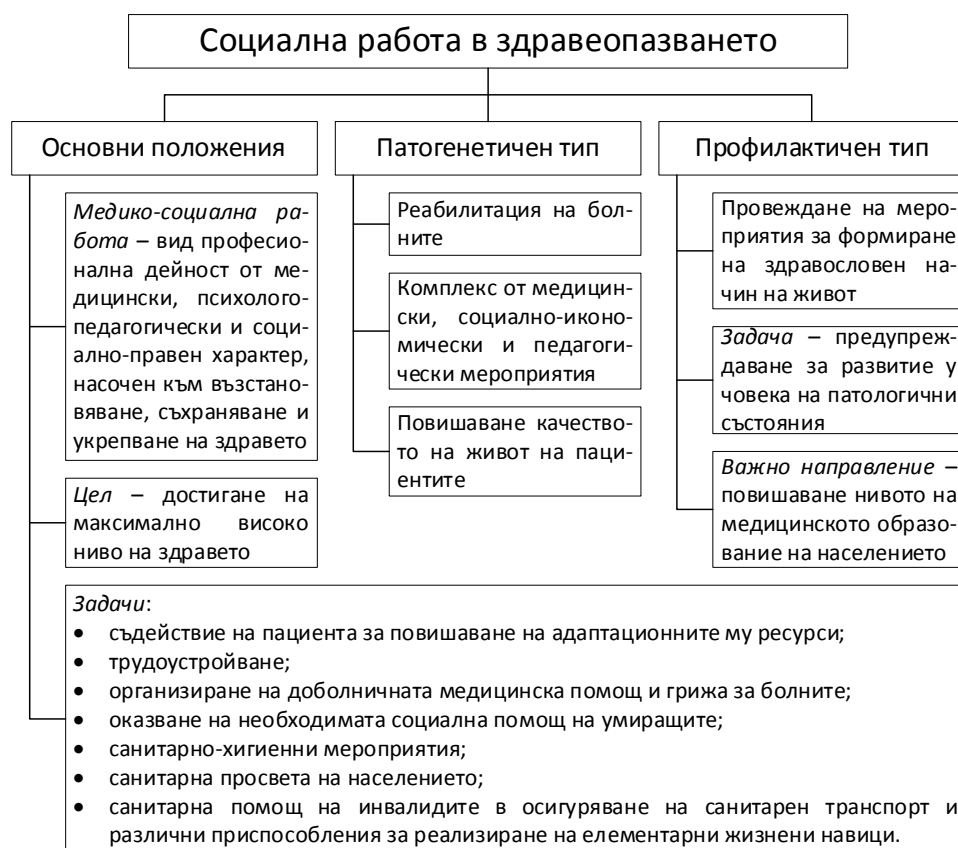 Социална работа в здравеопазването
Основни положения
Медико-социална ра-
бота – вид професио-
нална дейност от ме-
дицински, психолого-
педагогически и соци-
ално-правен характер,
насочен към възстано-
вяване, съхраняване и
укрепване на здравето
Цел – достигане на
максимално високо
ниво на здравето
Задачи:
• съдействие на пациента за повишаване на адаптационните му ресурси;
• трудоустройване;
• организиране на доболничната медицинска помощ и грижа за болните;
• оказване на необходимата социална помощ на умиращите;
• санитарно-хигиенни мероприятия;
• санитарна просвета на населението;
• санитарна помощ на инвалидите в осигуряване на санитарен транспорт и
различни приспособления за реализиране на елементарни жизнени навици.
Патогенетичен тип
Реабилитация на бол-
ните
Комплекс от медицин-
ски, социално-иконо-
мически и педагоги-
чески мероприятия
Повишаване качество-
то на живот на паци-
ентите
Профилактичен тип
Провеждане на меро-
приятия за формиране
на здравословен на-
чин на живот
Задача – предупреж-
даване за развитие у
човека на патологични
състояния
Важно направление –
повишаване нивото на
медицинското образо-
вание на населението